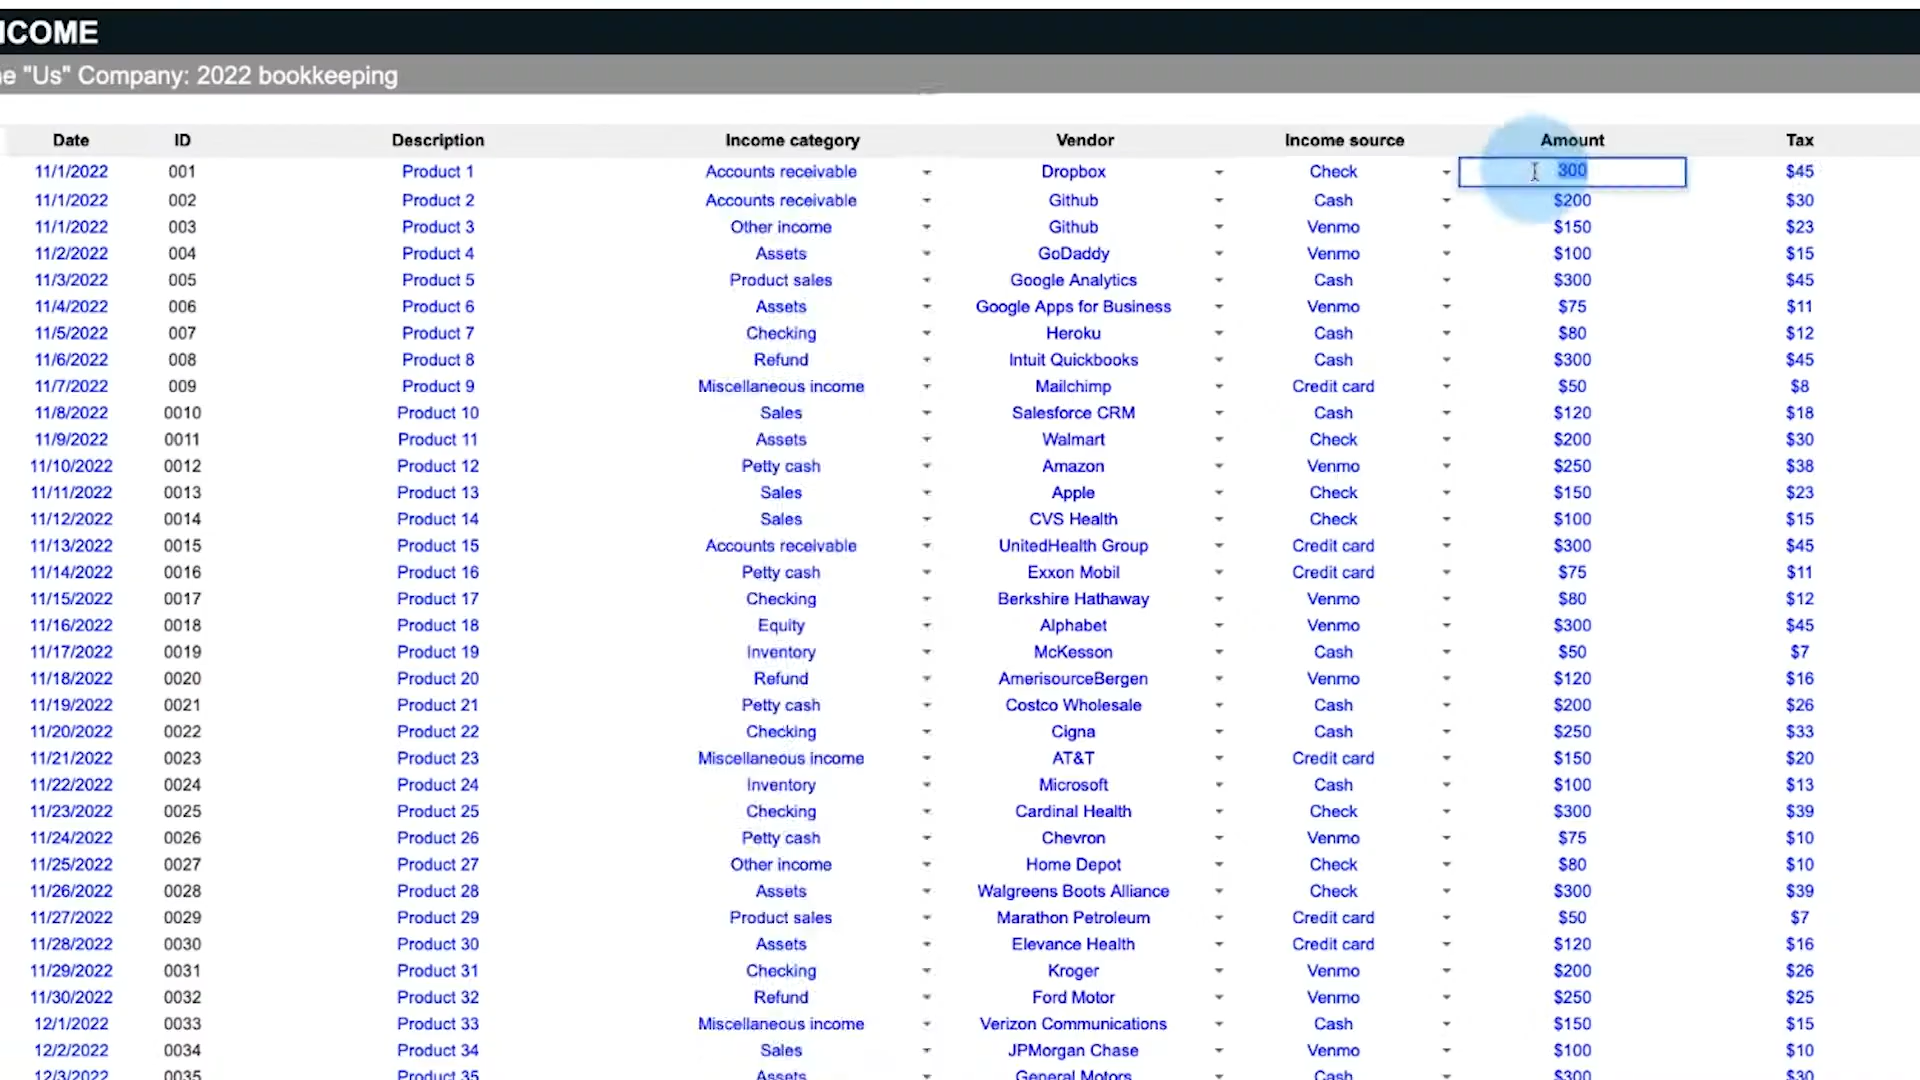 NCOME
e "Us" Company: 2022 bookkeeping
Date ID Description Income category Vendor Income source Amount Tax
11/1/2022 001 Product 1 Accounts receivable Dropbox Check 300 $45
11/1/2022 002 Product 2 Accounts receivable Github Cash $200 $30
11/1/2022 003 Product 3 Other income Github Venmo $150 $23
11/2/2022 004 Product 4 Assets GoDaddy Venmo $100 $15
11/3/2022 005 Product 5 Product sales Google Analytics Cash $300 $45
11/4/2022 006 Product 6 Assets Google Apps for Business Venmo $75 $11
11/5/2022 007 Product 7 Checking Heroku Cash $80 $12
11/6/2022 008 Product 8 Refund Intuit Quickbooks Cash $300 $45
11/7/2022 009 Product 9 Miscellaneous income Mailchimp Credit card $50 $8
11/8/2022 0010 Product 10 Sales Salesforce CRM Cash $120 $18
11/9/2022 0011 Product 11 Assets Walmart Check $200 $30
11/10/2022 0012 Product 12 Petty cash Amazon Venmo $250 $38
11/11/2022 0013 Product 13 Sales Apple Check $150 $23
11/12/2022 0014 Product 14 Sales CVS Health Check $100 $15
11/13/2022 0015 Product 15 Accounts receivable UnitedHealth Group Credit card $300 $45
11/14/2022 0016 Product 16 Petty cash Exxon Mobil Credit card $75 $11
11/15/2022 0017 Product 17 Checking Berkshire Hathaway Venmo $80 $12
11/16/2022 0018 Product 18 Equity Alphabet Venmo $300 $45
11/17/2022 0019 Product 19 Inventory McKesson Cash $50 $7
11/18/2022 0020 Product 20 Refund AmerisourceBergen Venmo $120 $16
11/19/2022 0021 Product 21 Petty cash Costco Wholesale Cash $200 $26
11/20/2022 0022 Product 22 Checking Cigna Cash $250 $33
11/21/2022 0023 Product 23 Miscellaneous income AT&T Credit card $150 $20
11/22/2022 0024 Product 24 Inventory Microsoft Cash $100 $13
11/23/2022 0025 Product 25 Checking Cardinal Health Check $300 $39
11/24/2022 0026 Product 26 Petty cash Chevron Venmo $75 $10
11/25/2022 0027 Product 27 Other income Home Depot Check $80 $10
11/26/2022 0028 Product 28 Assets Walgreens Boots Alliance Check $300 $39
11/27/2022 0029 Product 29 Product sales Marathon Petroleum Credit card $50 $7
11/28/2022 0030 Product 30 Assets Elevance Health Credit card $120 $16
11/29/2022 0031 Product 31 Checking Kroger Venmo $200 $26
11/30/2022 0032 Product 32 Refund Ford Motor Venmo $250 $25
12/1/2022 0033 Product 33 Miscellaneous income Verizon Communications Cash $150 $15
12/2/2022 0034 Product 34 Sales JPMorgan Chase Venmo $100 $10
12/3/2022 0035 Product 35 Assets General Motors Cash $300 $30